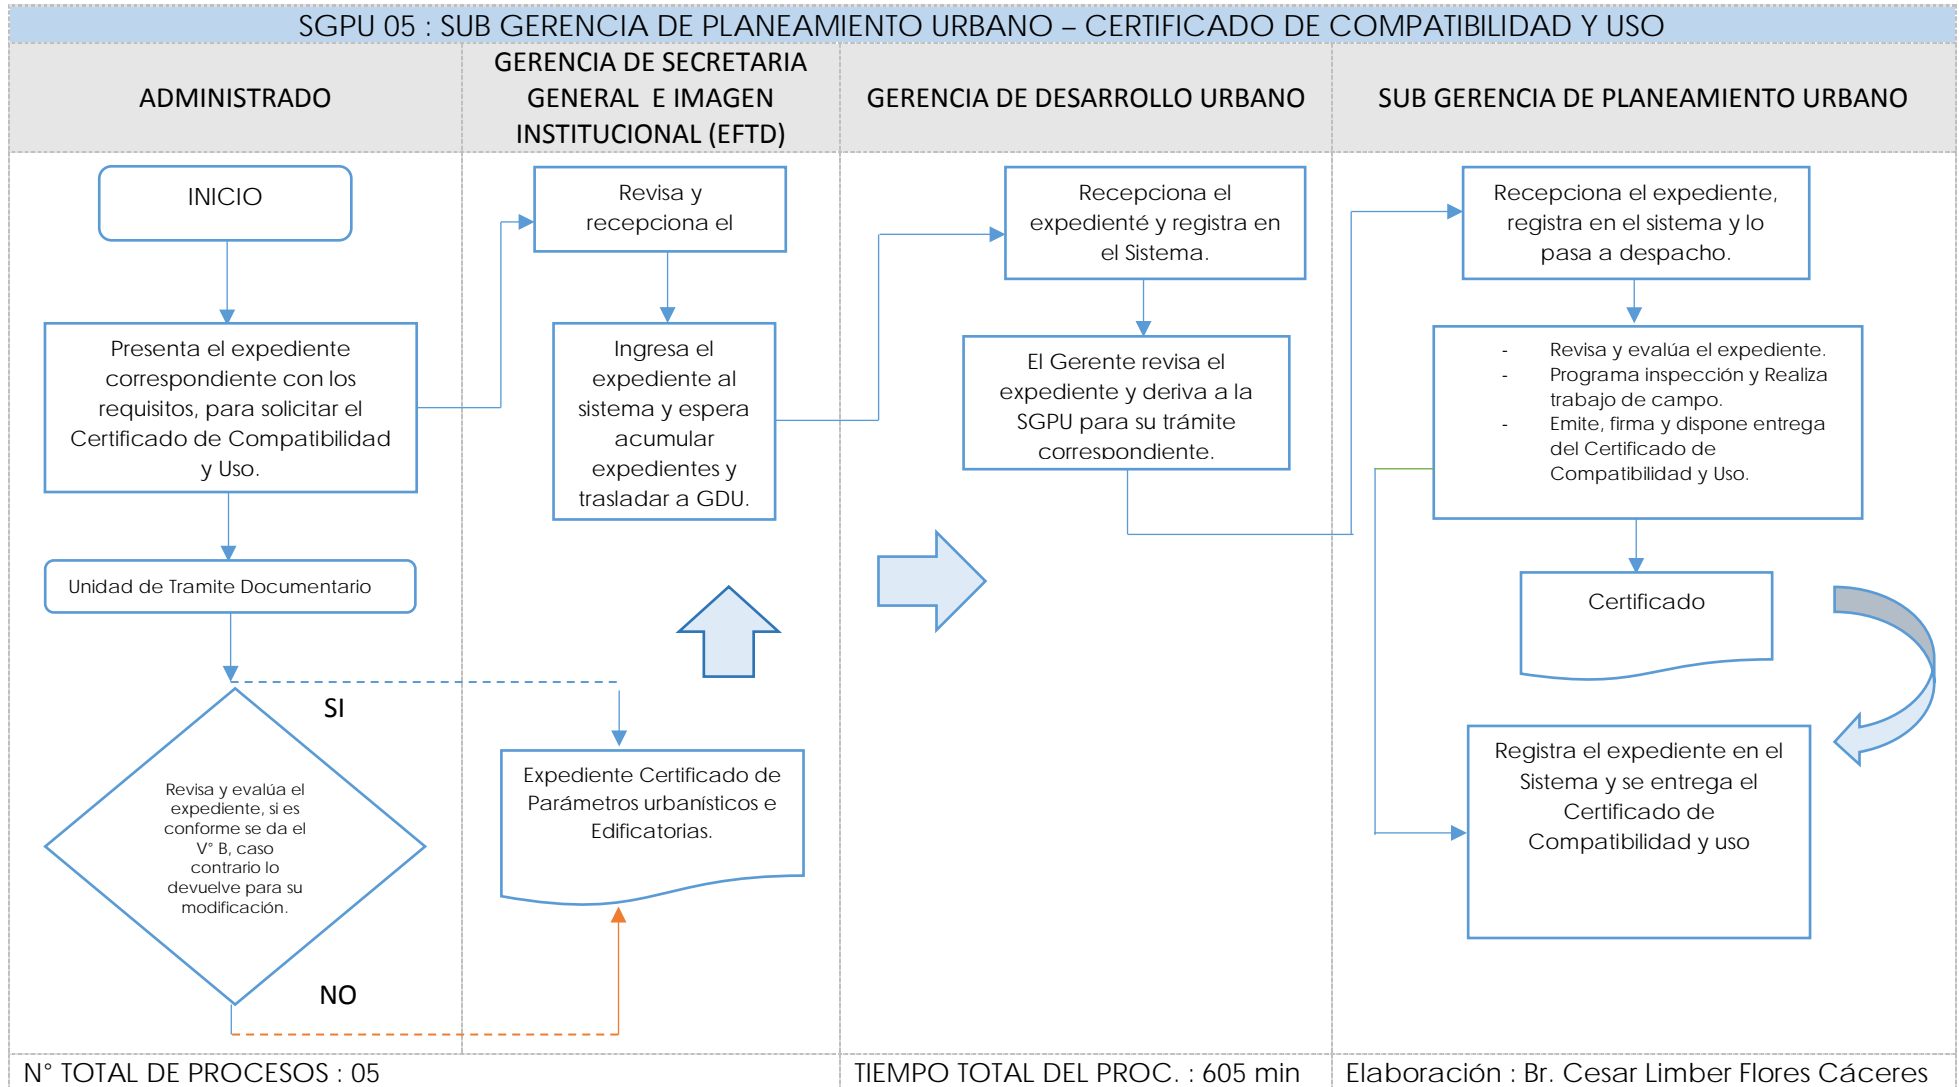 SGPU 05 : SUB GERENCIA DE PLANEAMIENTO URBANO – CERTIFICADO DE COMPATIBILIDAD Y USO
ADMINISTRADO
GERENCIA DE SECRETARIA
GENERAL E IMAGEN
INSTITUCIONAL (EFTD)
GERENCIA DE DESARROLLO URBANO
SUB GERENCIA DE PLANEAMIENTO URBANO
INICIO
Presenta el expediente
correspondiente con los
requisitos, para solicitar el
Certificado de Compatibilidad
y Uso.
Unidad de Tramite Documentario
Revisa y evalúa el
expediente, si es
conforme se da el
V° B, caso
contrario lo
devuelve para su
modificación.
SI
NO
Revisa y
recepciona el
Ingresa el
expediente al
sistema y espera
acumular
expedientes y
trasladar a GDU.
Expediente Certificado de
Parámetros urbanísticos e
Edificatorias.
Recepciona el
expedienté y registra en
el Sistema.
El Gerente revisa el
expediente y deriva a la
SGPU para su trámite
correspondiente.
Recepciona el expediente,
registra en el sistema y lo
pasa a despacho.
- Revisa y evalúa el expediente.
- Programa inspección y Realiza
trabajo de campo.
- Emite, firma y dispone entrega
del Certificado de
Compatibilidad y Uso.
Certificado
Registra el expediente en el
Sistema y se entrega el
Certificado de
Compatibilidad y uso
N° TOTAL DE PROCESOS : 05
TIEMPO TOTAL DEL PROC. : 605 min
Elaboración : Br. Cesar Limber Flores Cáceres